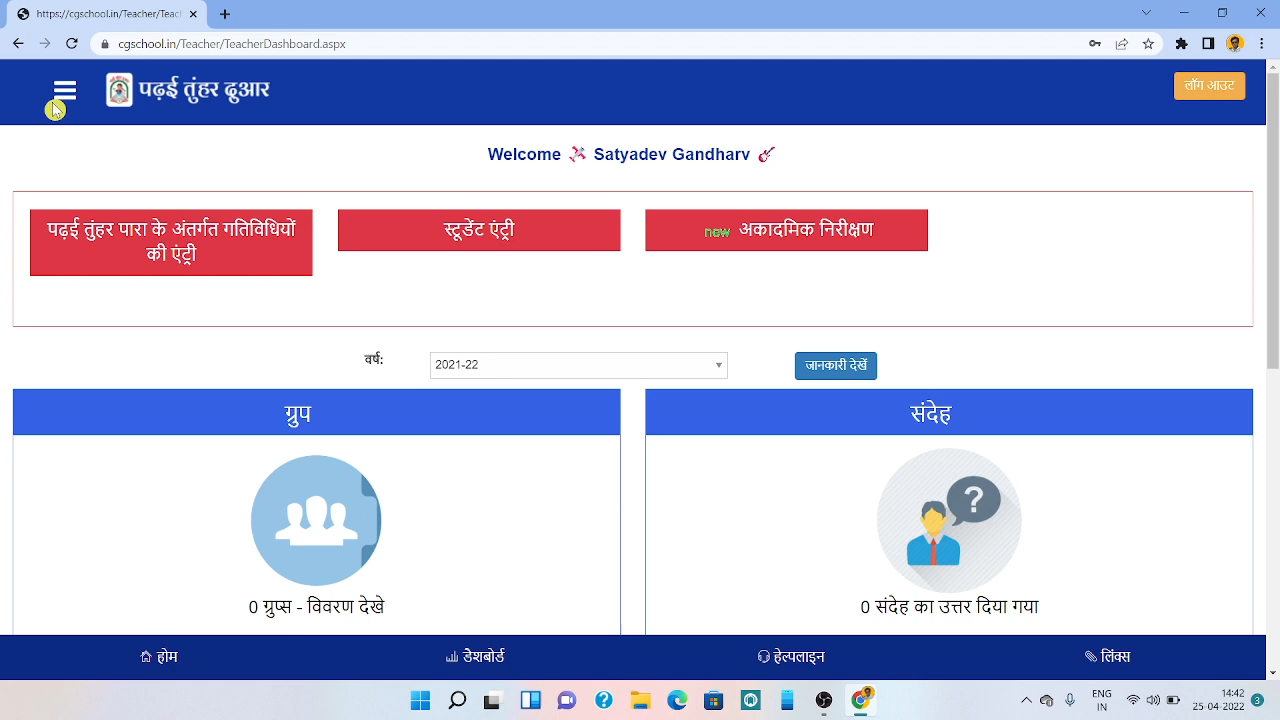 https://cgschool.in/Teacher/Teac
cgschool.in/Teacher/TeacherDashboard.aspx
पढ़ई तुंहर दुआर
लॉग आउट
Welcome Satyadev Gandharv
पढ़ई तुंहर पारा के अंतर्गत गतिविधियों
की एंट्री
स्टूडेंट एंट्री
new अकादमिक निरीक्षण
वर्ष:
2021-22
जानकारी देखें
ग्रुप
संदेह
?
0 ग्रुप्स - विवरण देखे
0 संदेह का उत्तर दिया गया
होम
डेशबोर्ड
हेल्पलाइन
लिंक्स
ENG
IN
14:42
25-04-2022
3